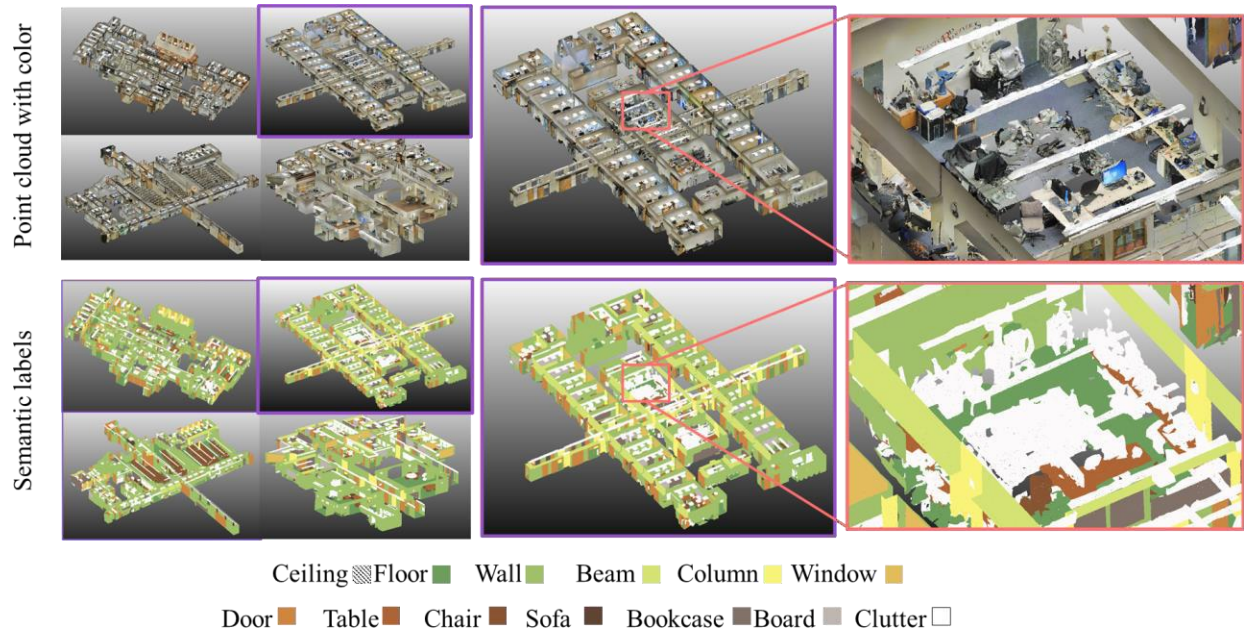 Point cloud with color
Semantic labels
Ceiling Floor Wall Beam Column Window
Door Table Chair Sofa Bookcase Board Clutter